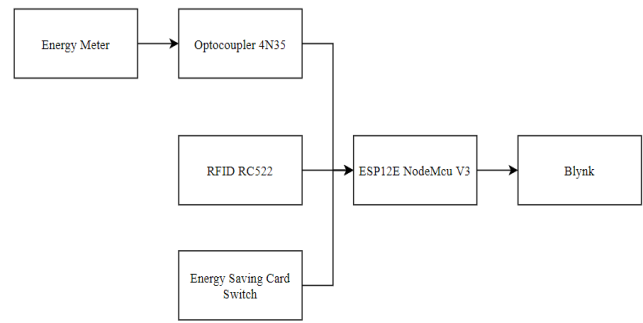 Energy Meter
Optocoupler 4N35
RFID RC522
ESP12E NodeMcu V3
Blynk
Energy Saving Card
Switch